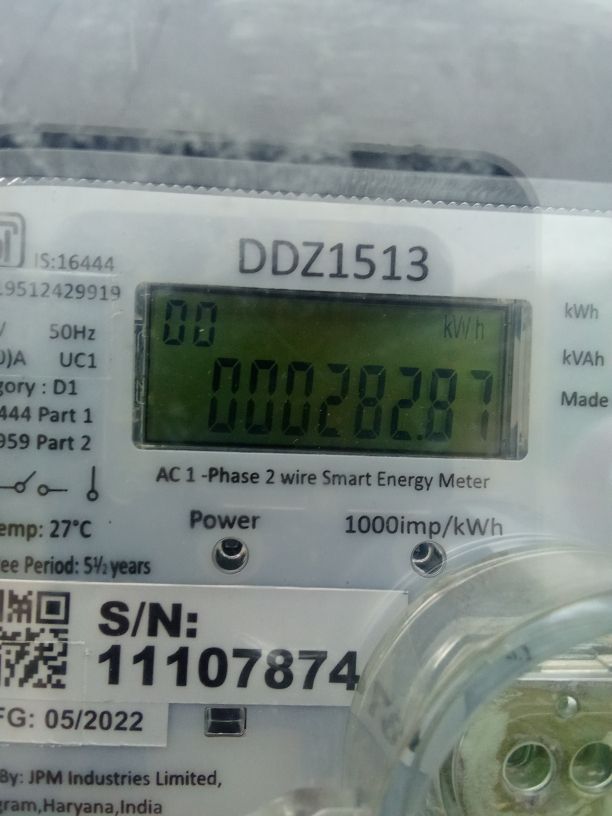 IS:16444
DDZ1513
19512429919
50Hz
00
kWh
kWh
A
UC1
kVAh
gory : D1
000282.87
Made
444 Part 1
959 Part 2
AC 1 -Phase 2 wire Smart Energy Meter
emp: 27°C
Power
1000imp/kWh
ee Period: 5½ years
S/N:
11107874
FG: 05/2022
By: JPM Industries Limited,
gram,Haryana,India